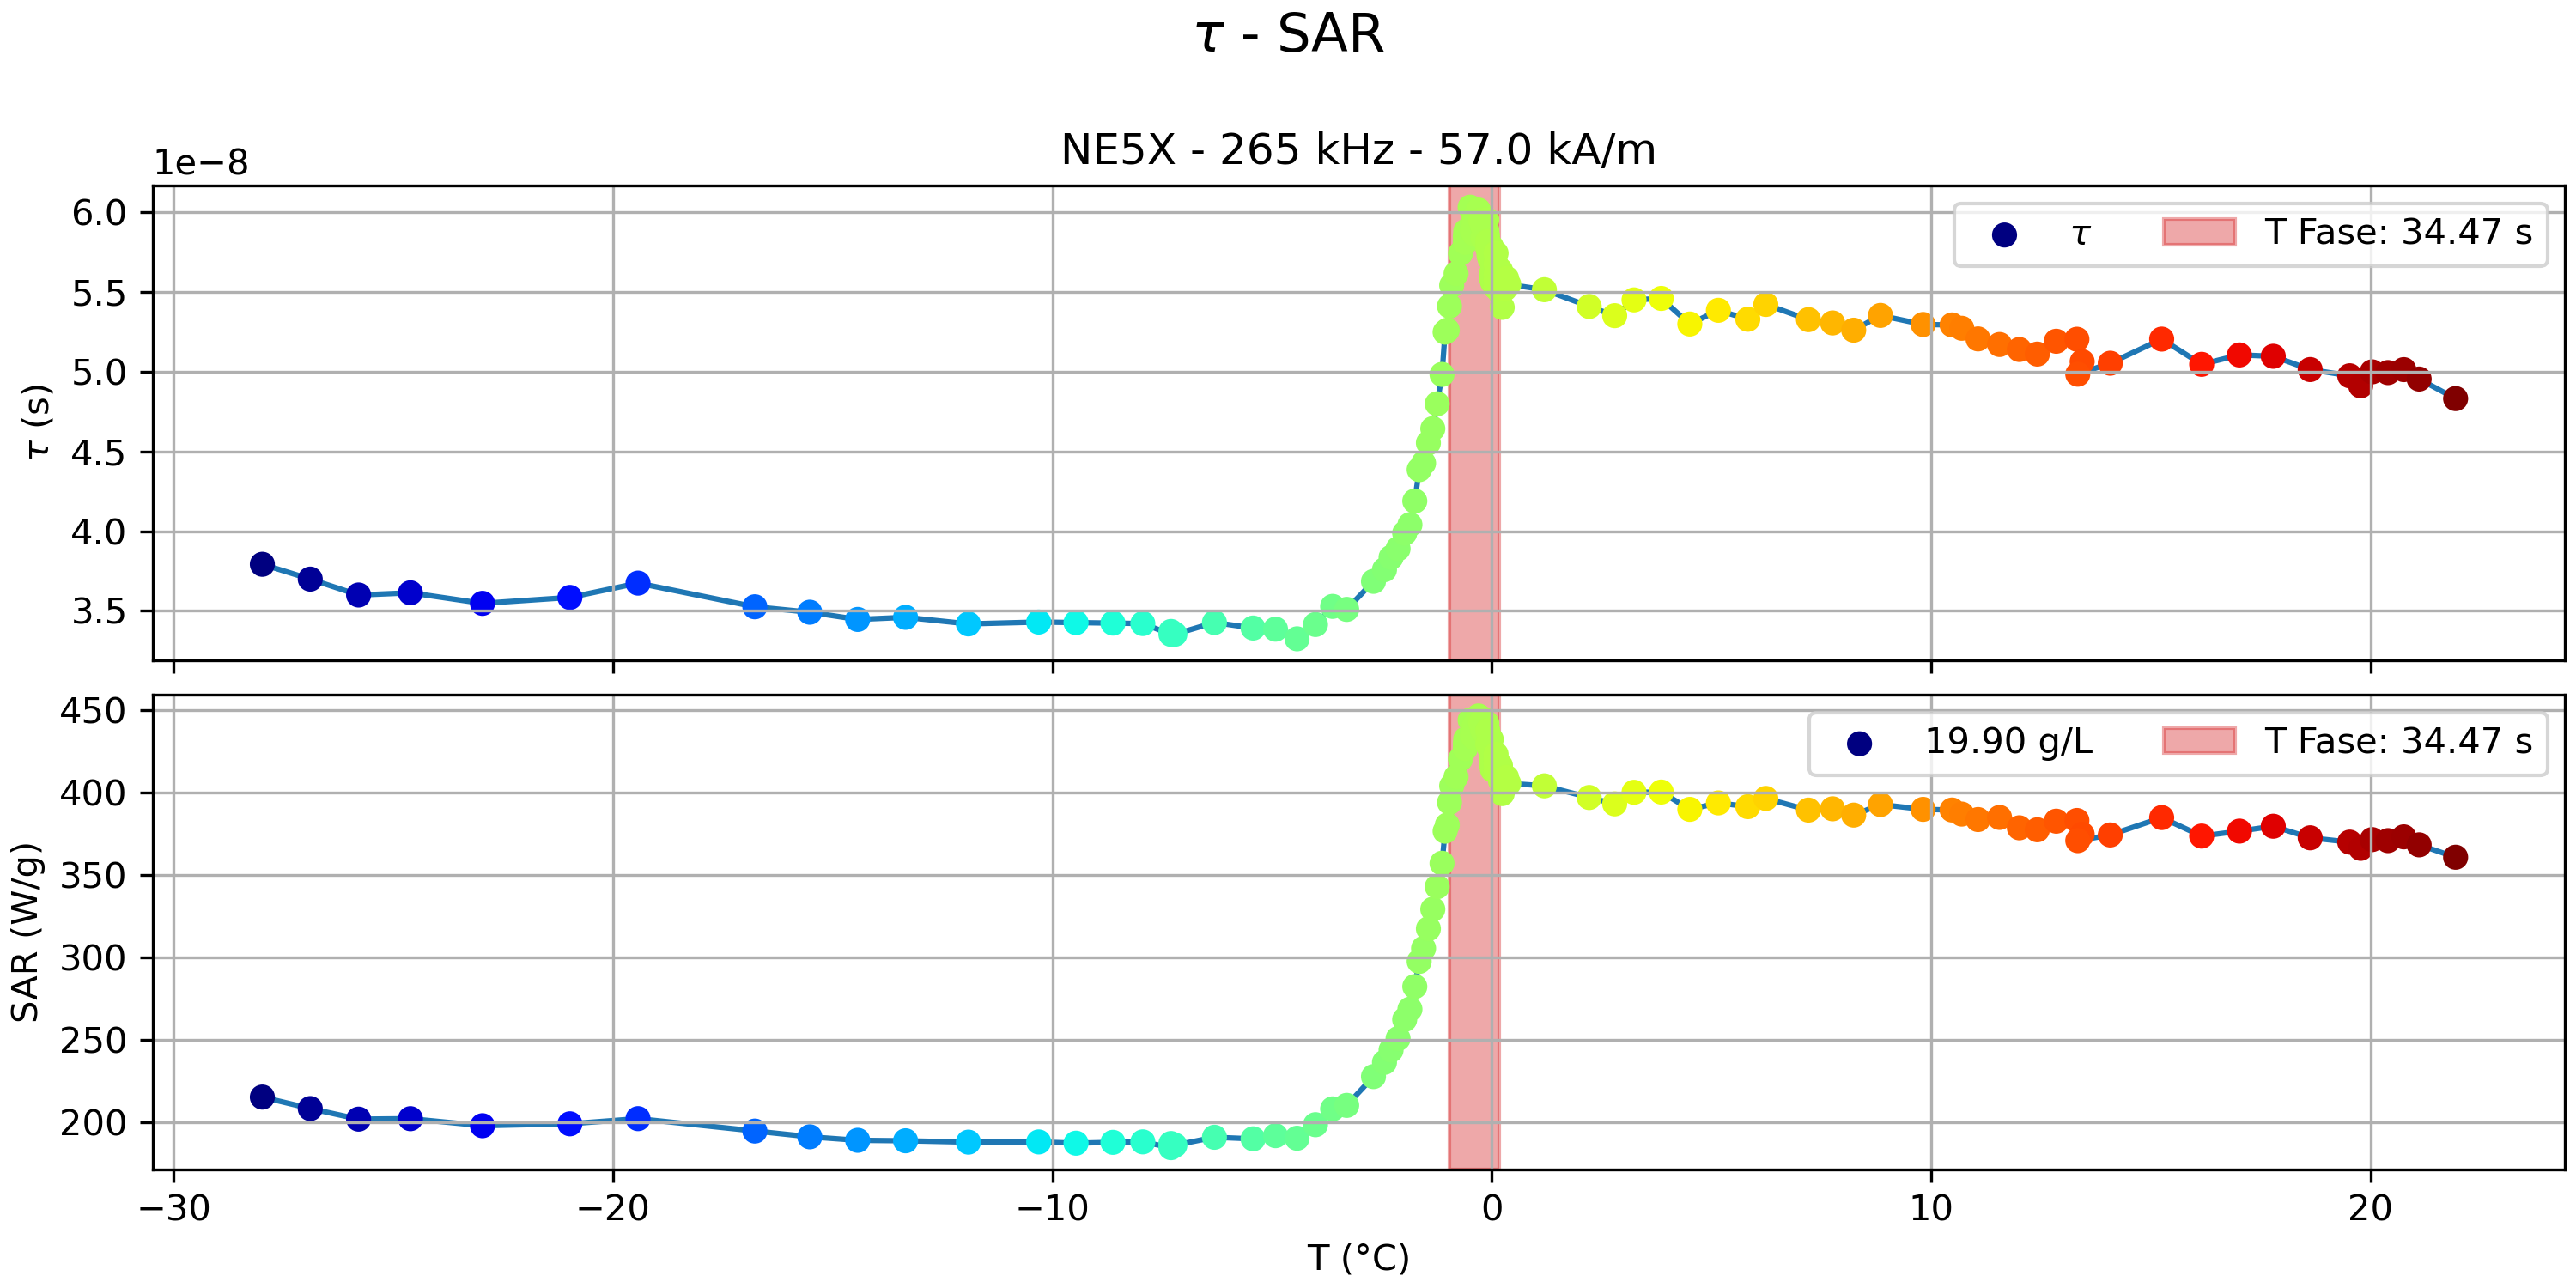 τ - SAR
NE5X - 265 kHz - 57.0 kA/m
1e−8
6.0
5.5
5.0
4.5
4.0
3.5
τ (s)
τ
T Fase: 34.47 s
450
400
350
300
250
200
SAR (W/g)
19.90 g/L
T Fase: 34.47 s
−30
−20
−10
0
10
20
T (°C)